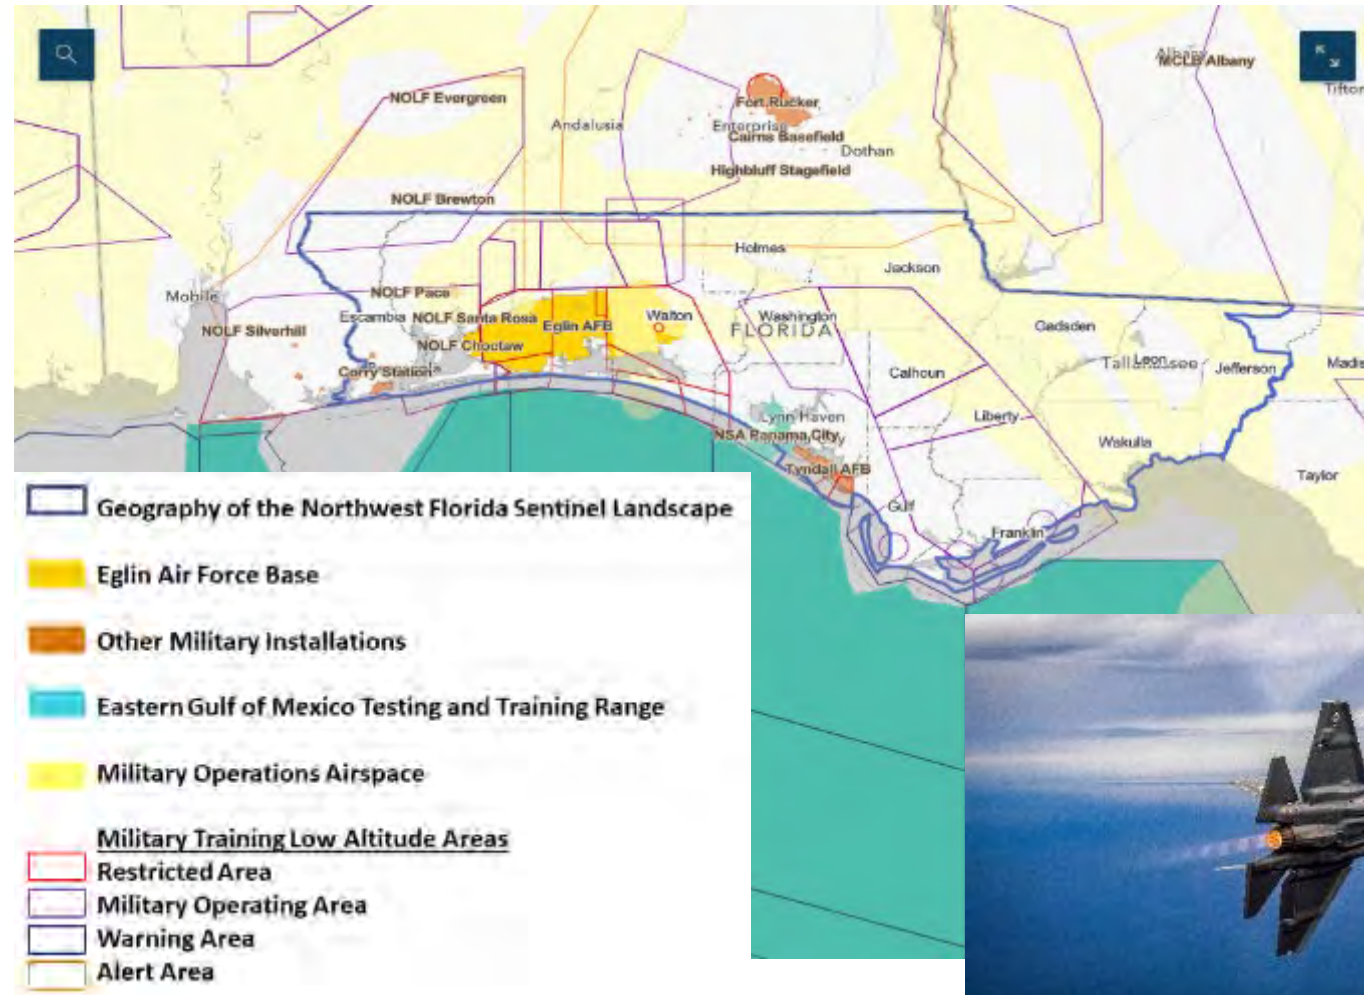 Albany
MCLB Albany
Tifton
NOLF Evergreen
Fort Rucker
Andalusia
Enterprise
Cairns Basefield
Dothan
Highbluff Stagefield
NOLF Brewton
Holmes
Jackson
Mobile
NOLF Pace
Escambia
NOLF Santa Rosa
Eglin AFB
Walton
Washington
FLORIDA
Gadsden
NOLF Silverhill
NOLF Choctaw
Leon
Jefferson
Corry Station
Calhoun
Liberty
Lynn Haven
NSA Panama City
Wakulla
Tyndall AFB
Taylor
Gulf
Franklin
Geography of the Northwest Florida Sentinel Landscape
Eglin Air Force Base
Other Military Installations
Eastern Gulf of Mexico Testing and Training Range
Military Operations Airspace
Military Training Low Altitude Areas
Restricted Area
Military Operating Area
Warning Area
Alert Area